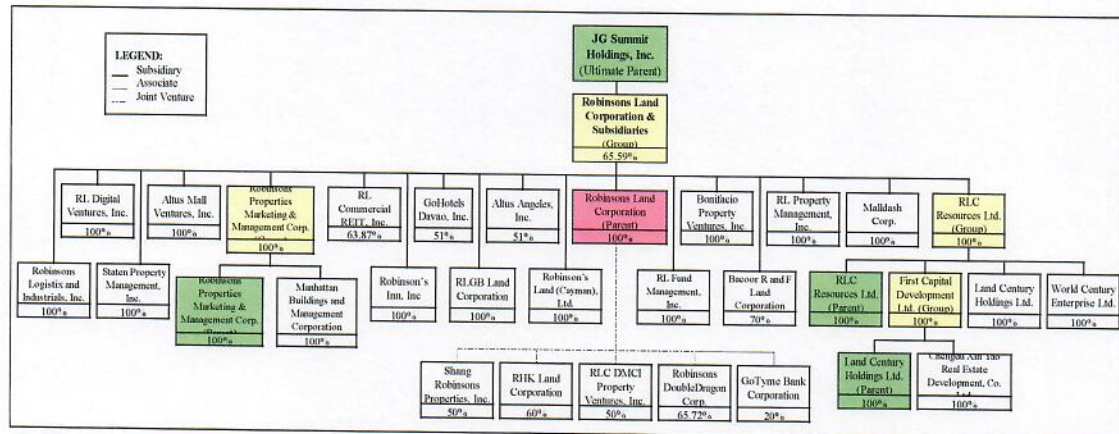 JG Summit
Holdings, Inc.
(Ultimate Parent)
LEGEND:
Subsidiary
Associate
Joint Venture
Robinsons Land
Corporation &
Subsidiaries
(Group)
65.59%
RL Digital
Ventures, Inc.
100%
Altus Mall
Ventures, Inc.
100%
Robinsons
Properties
Marketing &
Management Corp.
100%
RL
Commercial
REIT, Inc.
63.87%
GoHotels
Davao, Inc.
51%
Altus Angeles,
Inc.
51%
Robinsons Land
Corporation
(Parent)
100%
Bonifacio
Property
Ventures, Inc.
100%
RL Property
Management,
Inc.
100%
Malldash
Corp.
100%
RLC
Resources Ltd.
(Group)
100%
Robinsons
Logistix and
Industrials, Inc.
100%
Staten Property
Management,
Inc.
100%
Robinsons
Properties
Marketing &
Management Corp.
100%
Manhattan
Buildings and
Management
Corporation
100%
Robinson's
Inn, Inc
100%
RLGB Land
Corporation
100%
Robinson's
Land (Cayman),
Ltd.
100%
RL Fund
Management,
Inc.
100%
Bacoor R and F
Land
Corporation
70%
RLC
Resources Ltd.
(Parent)
100%
First Capital
Development
Ltd. (Group)
100%
Land Century
Holdings Ltd.
100%
World Century
Enterprise Ltd.
100%
Shang
Robinsons
Properties, Inc.
50%
RHK Land
Corporation
60%
RLC DMCI
Property
Ventures, Inc.
50%
Robinsons
DoubleDragon
Corp.
65.72%
GoTyme Bank
Corporation
20%
Land Century
Holdings Ltd.
(Parent)
100%
Chengdu Xin Yao
Real Estate
Development, Co.
100%